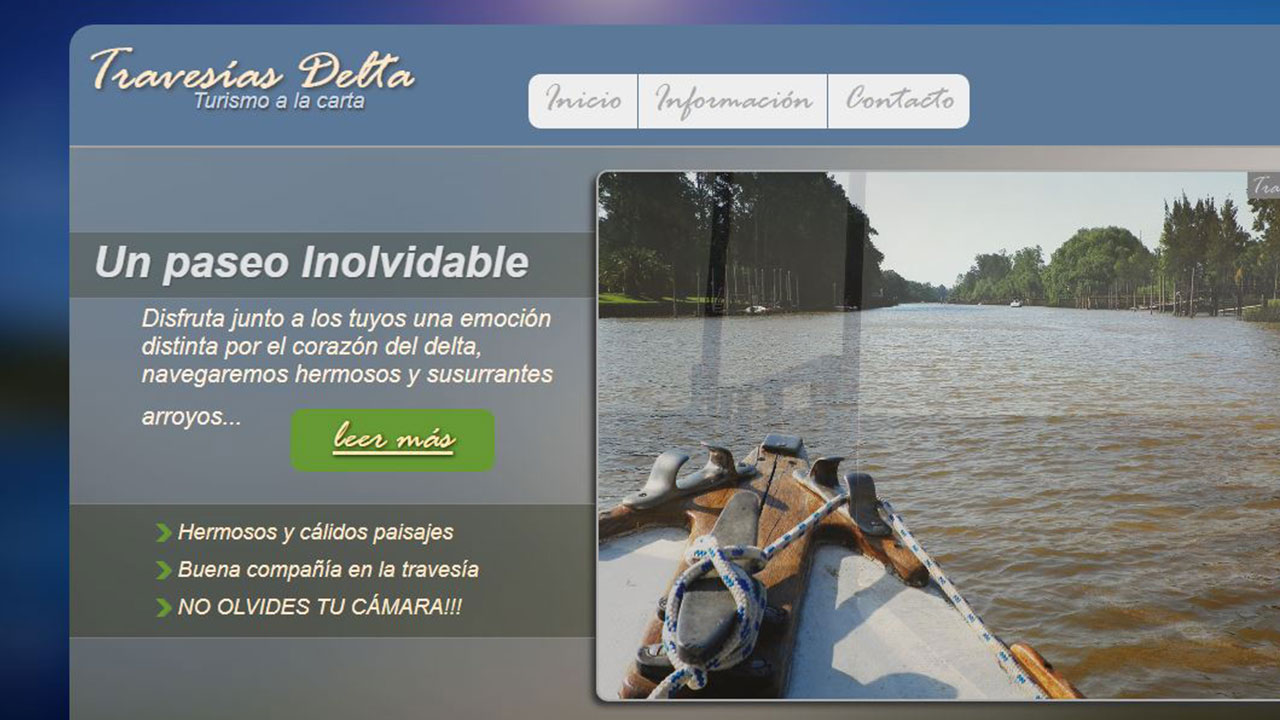 Travesías Delta
Turismo a la carta
Inicio
Información
Contacto
Un paseo Inolvidable
Disfruta junto a los tuyos una emoción
distinta por el corazón del delta,
navegaremos hermosos y susurrantes
arroyos...
leer más
Hermosos y cálidos paisajes
Buena compañía en la travesía
NO OLVIDES TU CÁMARA!!!